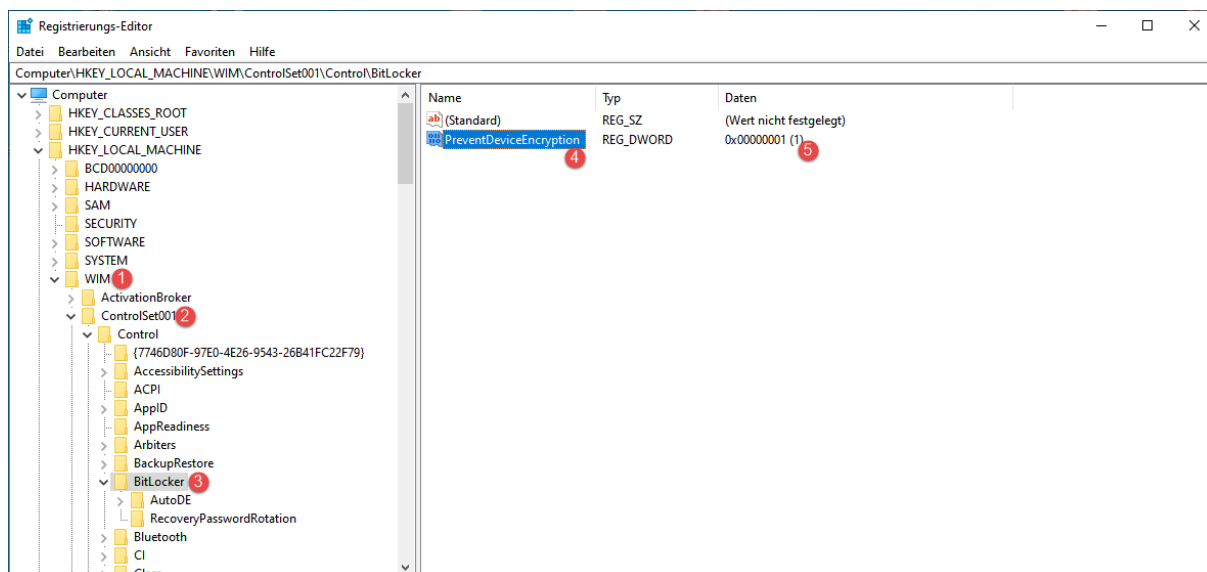 Registrierungs-Editor
Datei Bearbeiten Ansicht Favoriten Hilfe
Computer\HKEY_LOCAL_MACHINE\WIM\ControlSet001\Control\BitLocker
Computer
HKEY_CLASSES_ROOT
HKEY_CURRENT_USER
HKEY_LOCAL_MACHINE
BCD00000000
HARDWARE
SAM
SECURITY
SOFTWARE
SYSTEM
WIM 1
ActivationBroker
ControlSet001 2
Control
{7746D80F-97E0-4E26-9543-26B41FC22F79}
AccessibilitySettings
ACPI
AppID
AppReadiness
Arbiters
BackupRestore
BitLocker 3
AutoDE
RecoveryPasswordRotation
Bluetooth
CI
Name Typ Daten
ab (Standard) REG_SZ (Wert nicht festgelegt)
PreventDeviceEncryption REG_DWORD 0x00000001 (1)
4 5